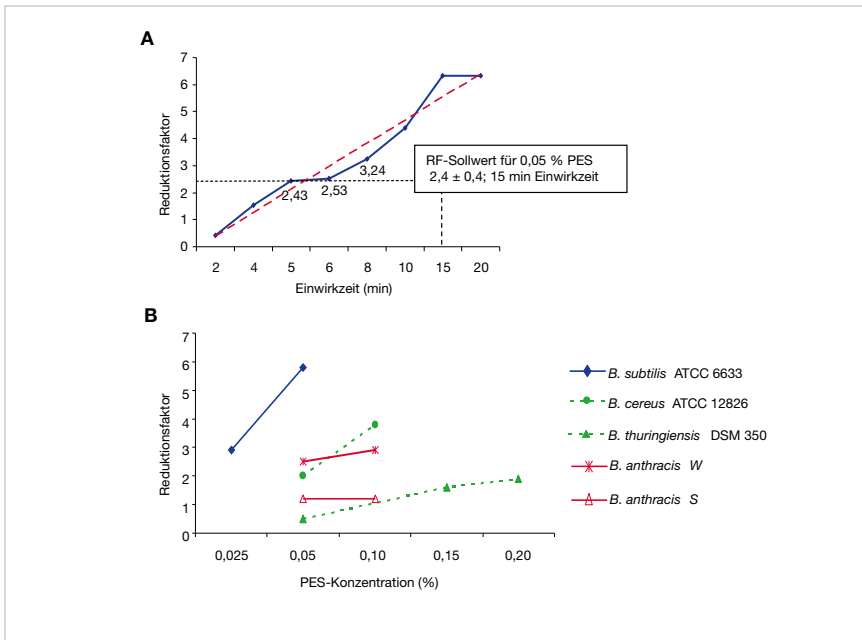 A
7
6
5
4
3
2
1
0
Reduktionsfaktor
2,43
2,53
3,24
RF-Sollwert für 0,05 % PES
2,4 ± 0,4; 15 min Einwirkzeit
2 4 5 6 8 10 15 20
Einwirkzeit (min)
B
7
6
5
4
3
2
1
0
Reduktionsfaktor
0,025 0,05 0,10 0,15 0,20
PES-Konzentration (%)
B. subtilis ATCC 6633
B. cereus ATCC 12826
B. thuringiensis DSM 350
B. anthracis W
B. anthracis S